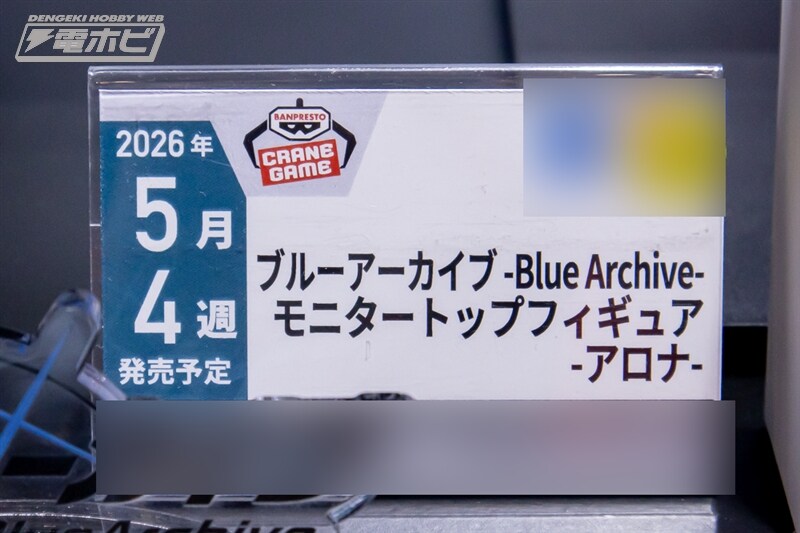 DENGEKI HOBBY WEB
電ホビ
2026年
5月
4週
発売予定
BANPRESTO
CRANE
GAME
ブルーアーカイブ -Blue Archive-
モニタートップフィギュア
-アロナ-
Blue Archive